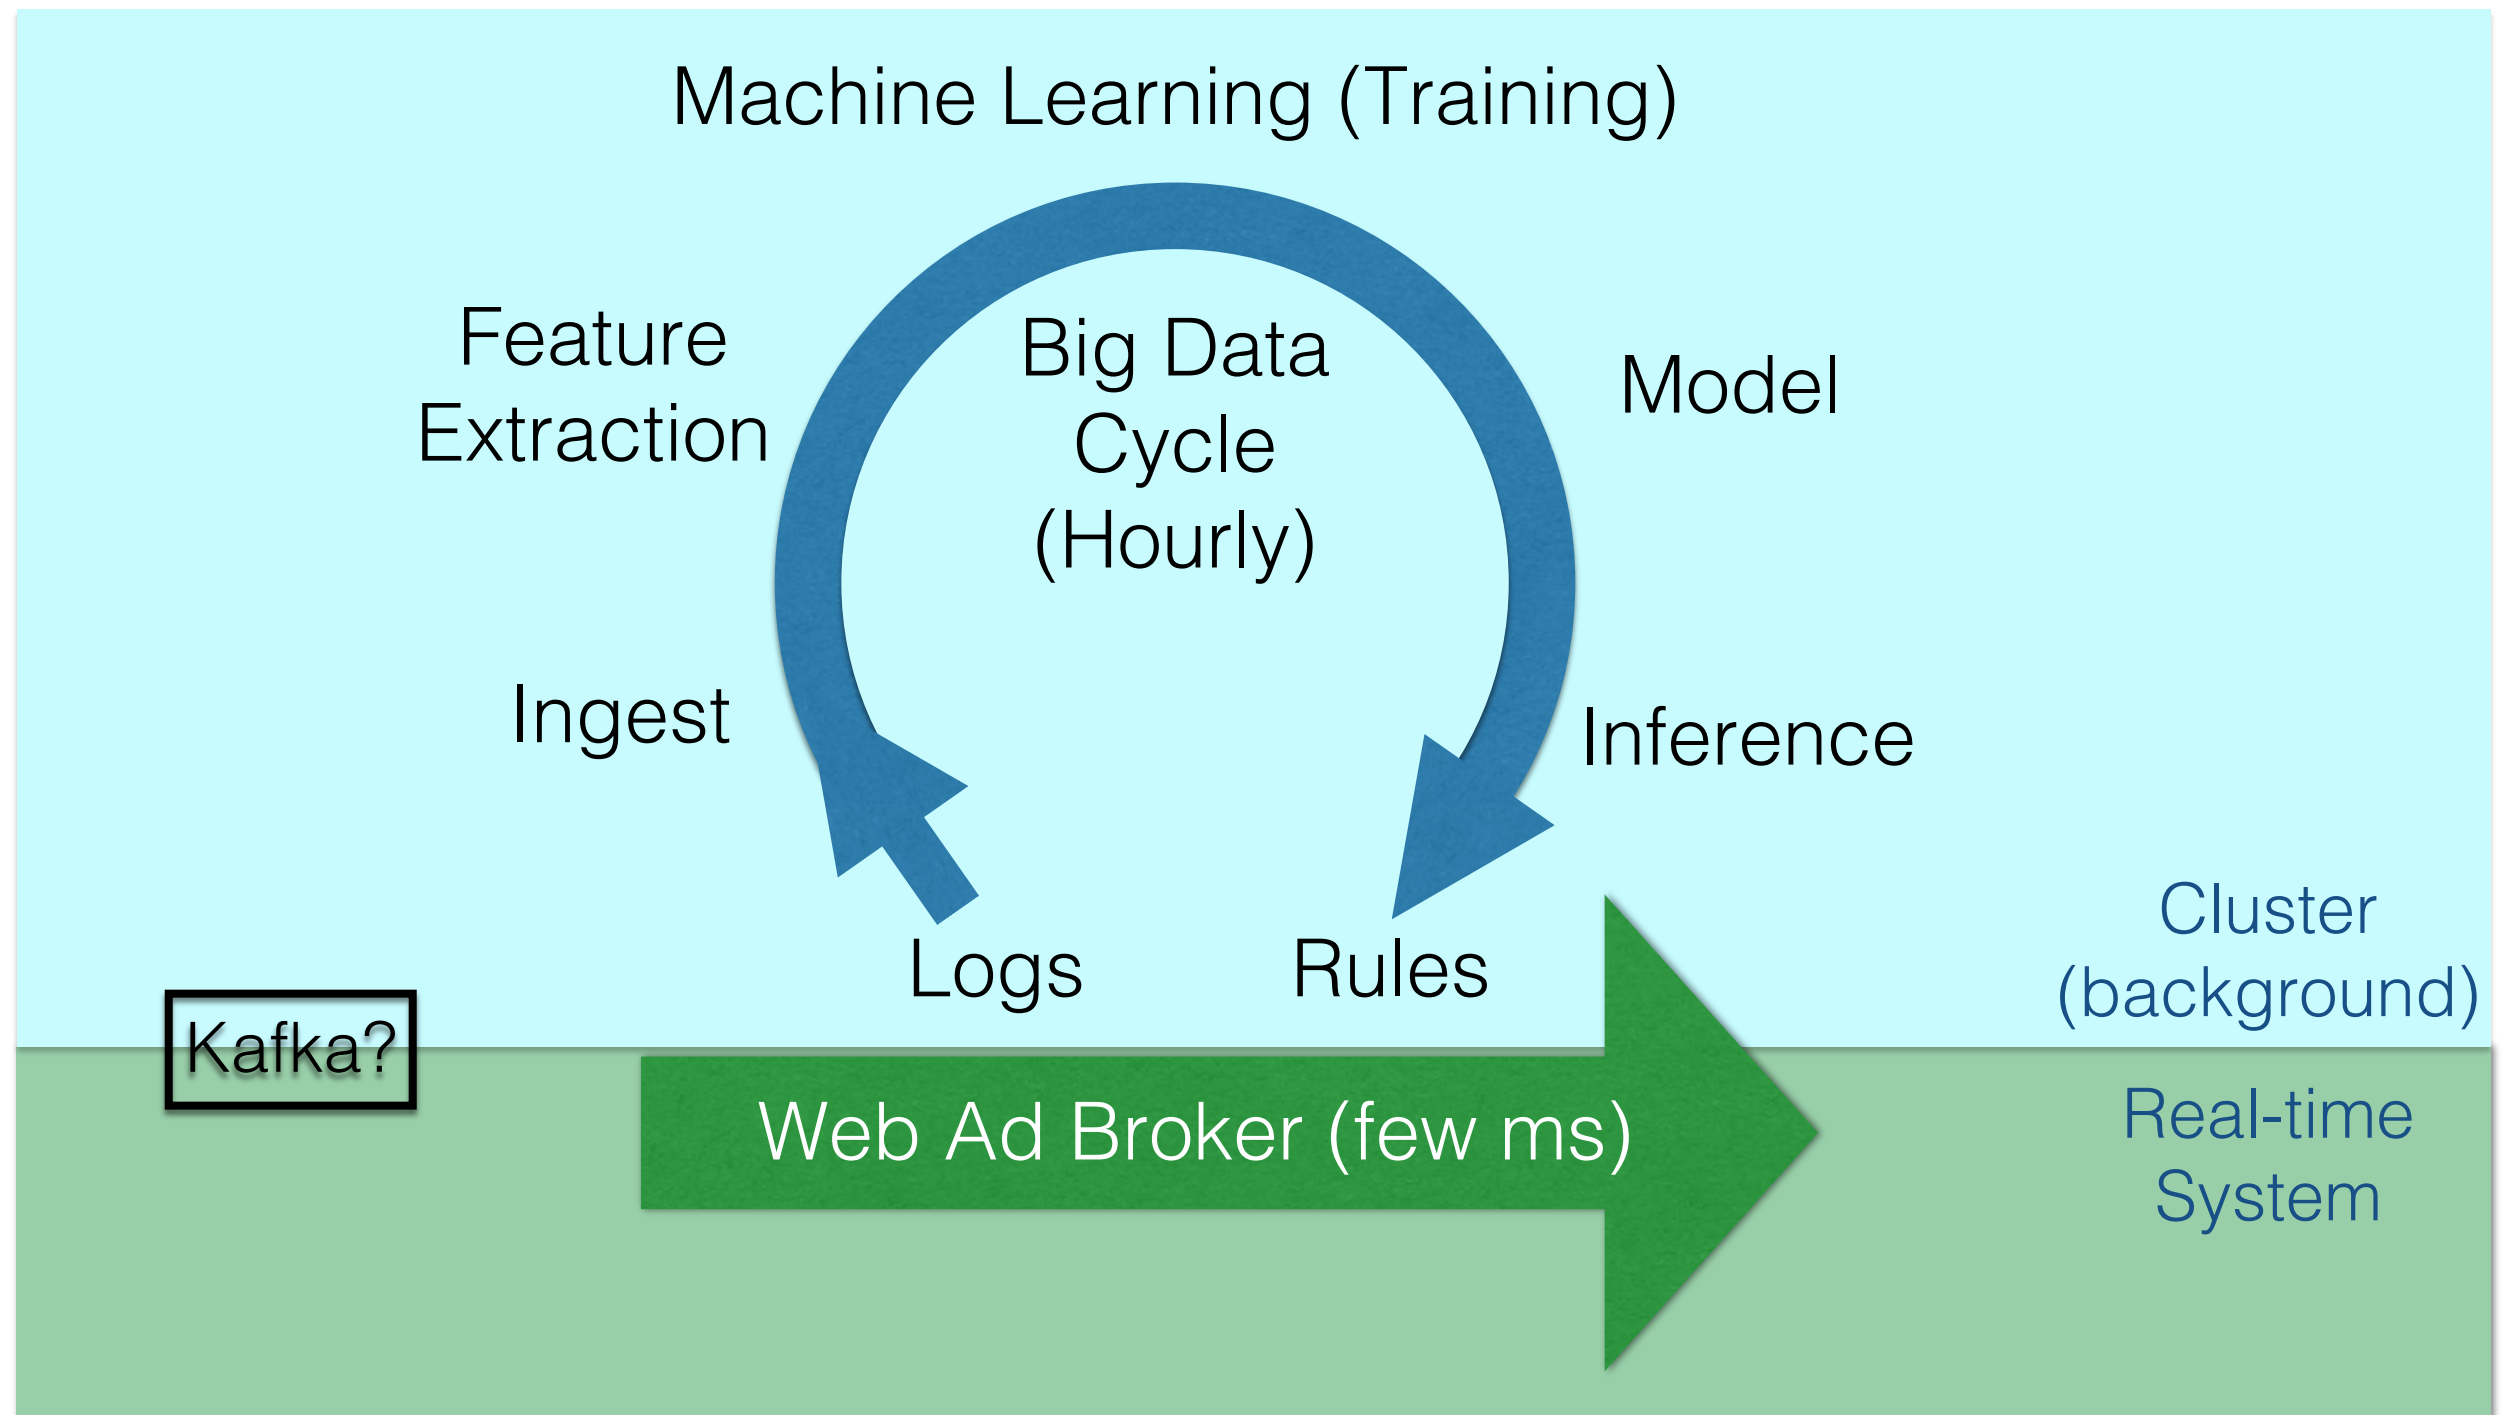 Machine Learning (Training)
Feature
Extraction
Big Data
Cycle
(Hourly)
Model
Ingest
Inference
Logs
Rules
Cluster
(background)
Kafka?
Web Ad Broker (few ms)
Real-time
System